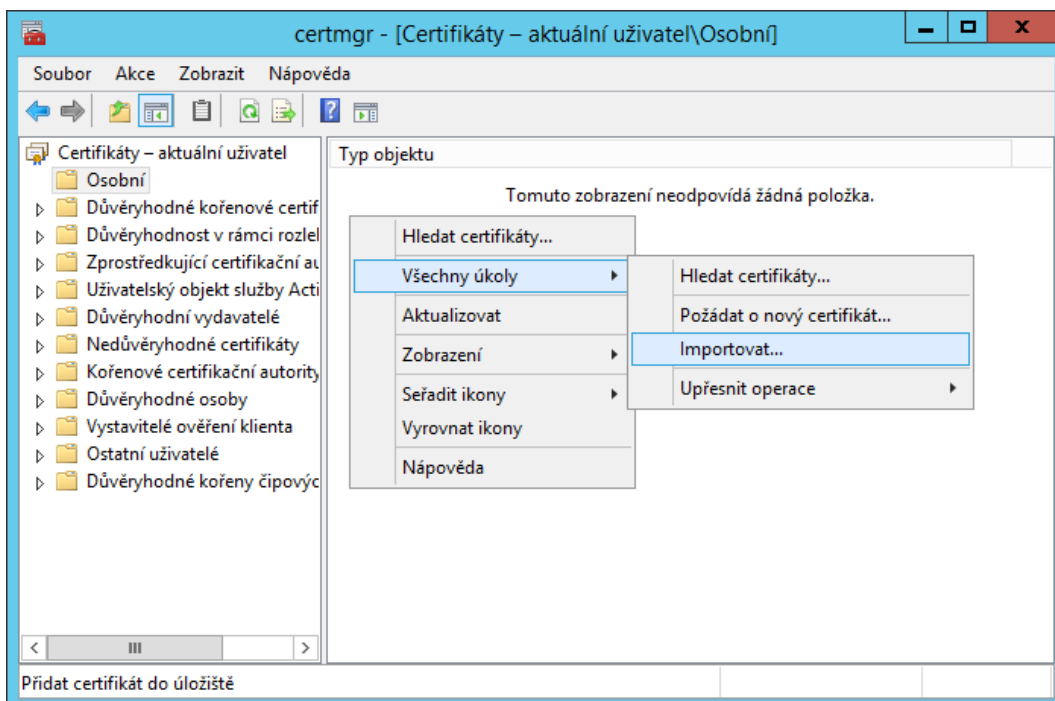 certmgr - [Certifikáty – aktuální uživatel\Osobní]
Soubor Akce Zobrazit Nápověda
Certifikáty – aktuální uživatel
Osobní
Důvěryhodné kořenové certif
Důvěryhodnost v rámci rozleh
Zprostředkující certifikační au
Uživatelský objekt služby Acti
Důvěryhodní vydavatelé
Nedůvěryhodné certifikáty
Kořenové certifikační autority
Důvěryhodné osoby
Vystavitelé ověření klienta
Ostatní uživatelé
Důvěryhodné kořeny čipovýc
Typ objektu
Tomuto zobrazení neodpovídá žádná položka.
Hledat certifikáty...
Všechny úkoly
Aktualizovat
Zobrazení
Seřadit ikony
Vyrovnat ikony
Nápověda
Hledat certifikáty...
Požádat o nový certifikát...
Importovat...
Upřesnit operace
Přidat certifikát do úložiště